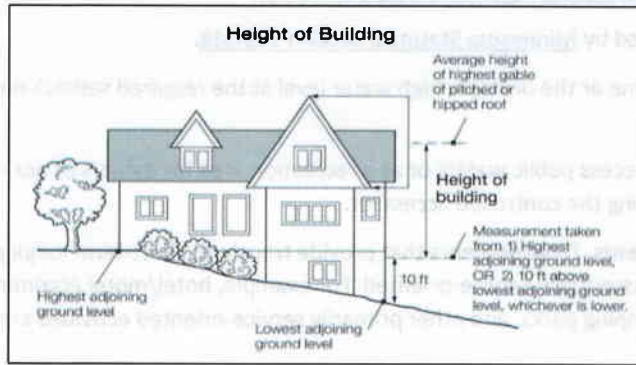 Height of Building
Average height
of highest gable
of pitched or
hipped roof
Height of
building
Measurement taken
from 1) Highest
adjoining ground level,
OR 2) 10 ft above
lowest adjoining ground
level, whichever is lower.
10 ft
Highest adjoining
ground level
Lowest adjoining
ground level